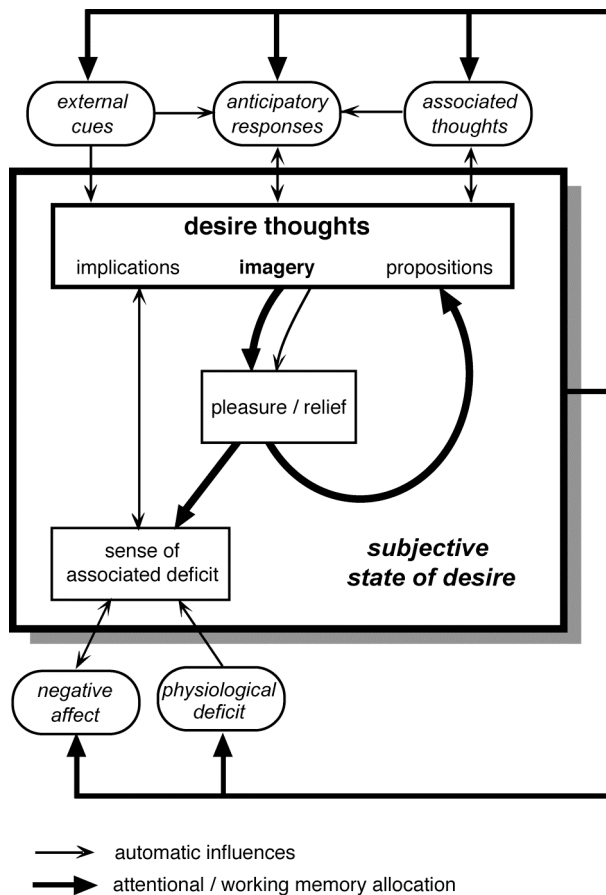 external
cues
anticipatory
responses
associated
thoughts
desire thoughts
implications imagery propositions
pleasure / relief
sense of
associated deficit
subjective
state of desire
negative
affect
physiological
deficit
automatic influences
attentional / working memory allocation